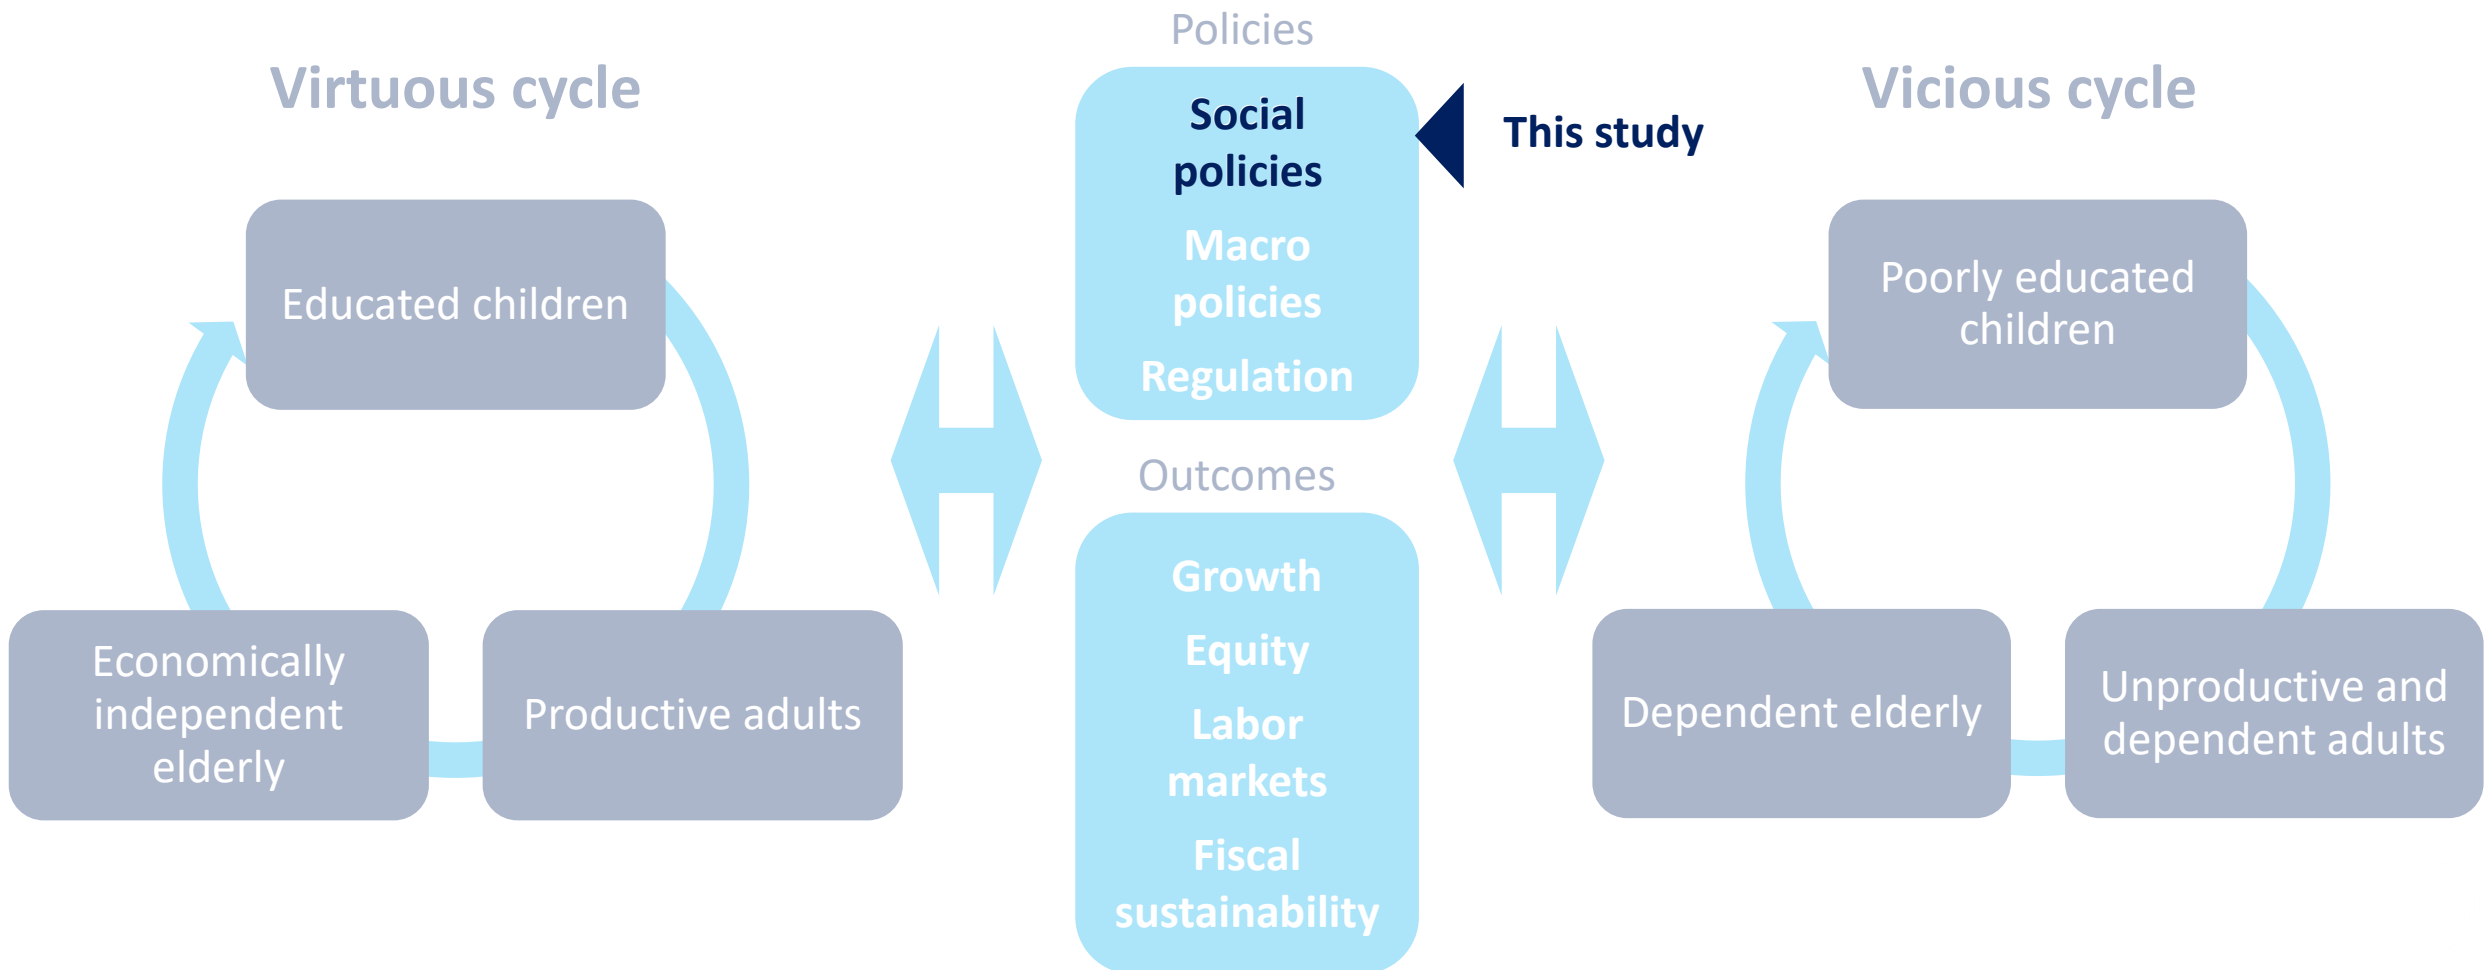 Virtuous cycle
Educated children
Economically
independent
elderly
Productive adults
Policies
Social
policies
Macro
policies
Regulation
This study
Outcomes
Growth
Equity
Labor
markets
Fiscal
sustainability
Vicious cycle
Poorly educated
children
Dependent elderly
Unproductive and
dependent adults